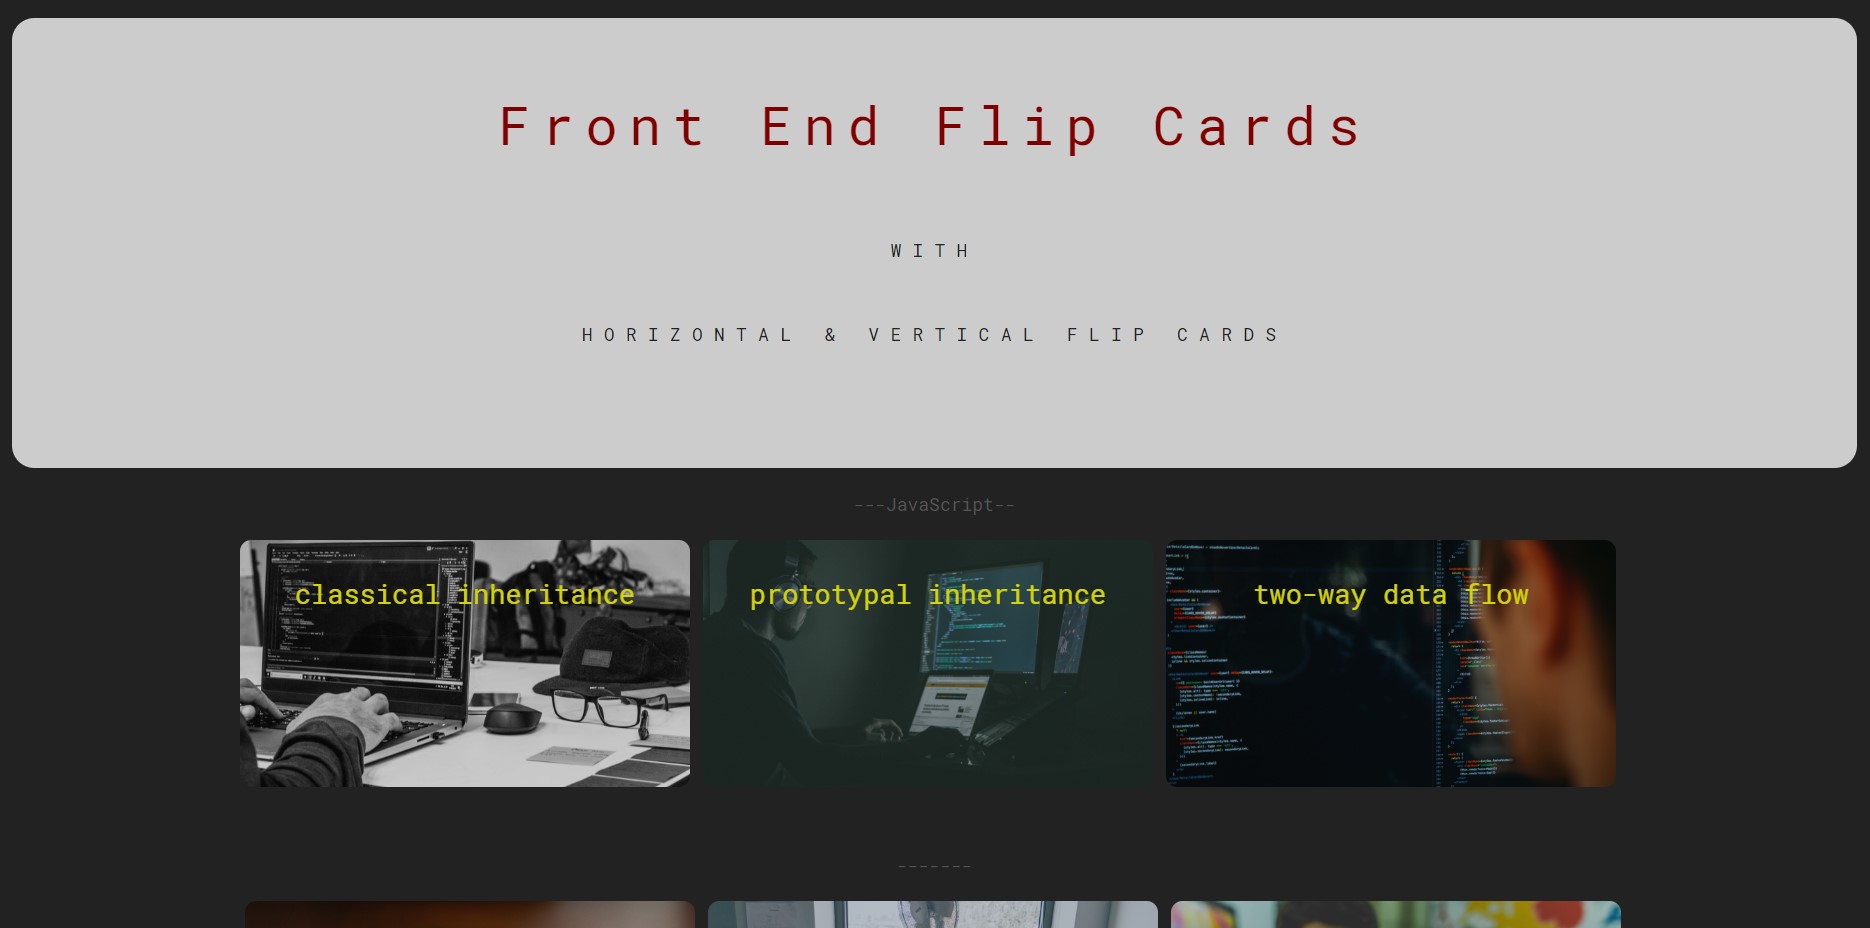 Front End Flip Cards
WITH
HORIZONTAL & VERTICAL FLIP CARDS
---JavaScript--
classical inheritance
prototypal inheritance
two-way data flow
-------